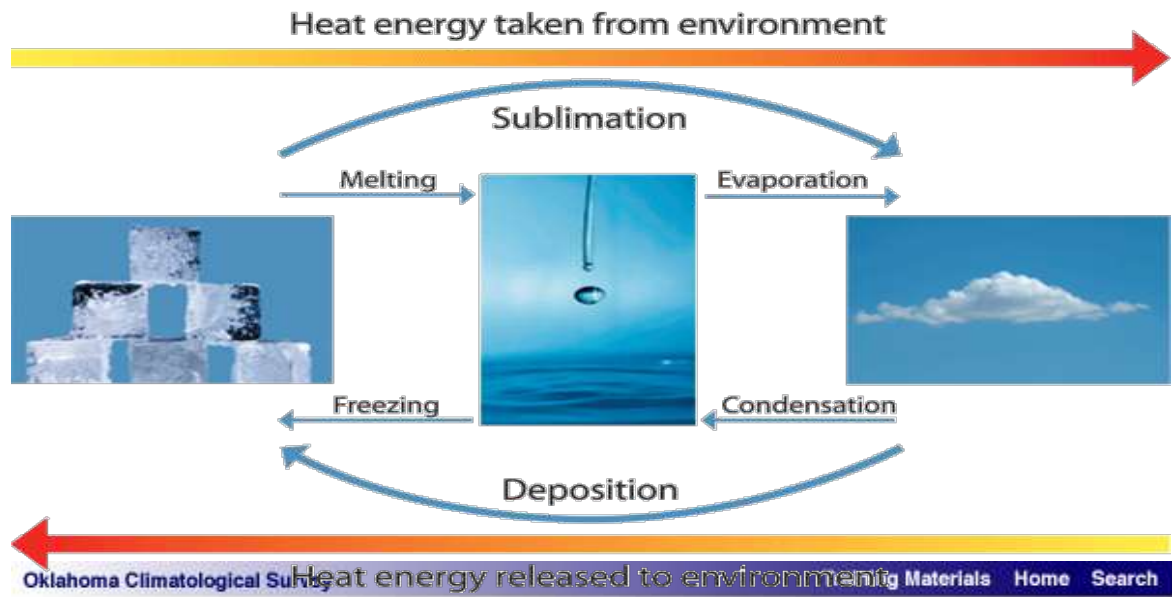 Heat energy taken from environment
Sublimation
Melting
Evaporation
Freezing
Condensation
Deposition
Heat energy released to environment
Oklahoma Climatological
Materials Home Search